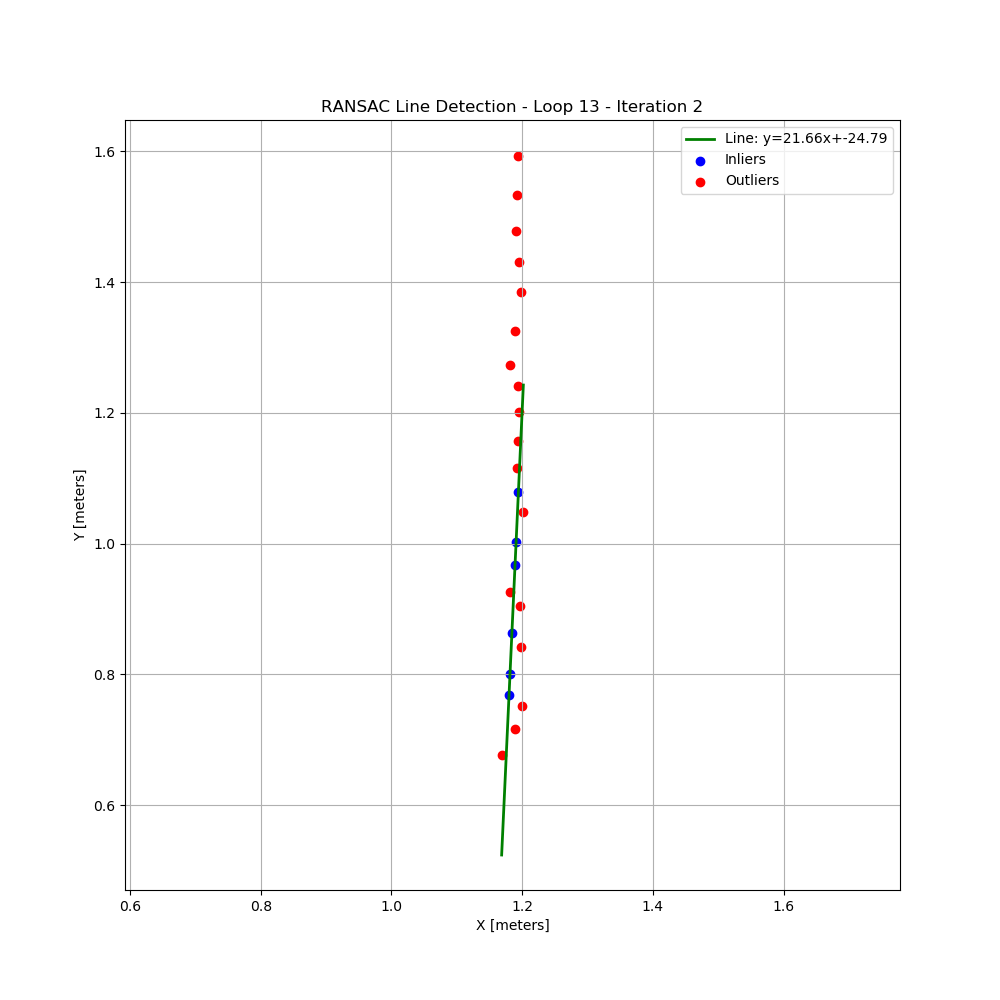 RANSAC Line Detection - Loop 13 - Iteration 2
Line: y=21.66x+-24.79
Inliers
Outliers
1.6
1.4
1.2
1.0
0.8
0.6
Y [meters]
0.6 0.8 1.0 1.2 1.4 1.6
X [meters]